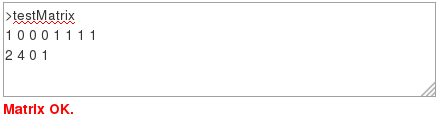 >testMatrix
1 0 0 0 1 1 1 1
2 4 0 1
Matrix OK.